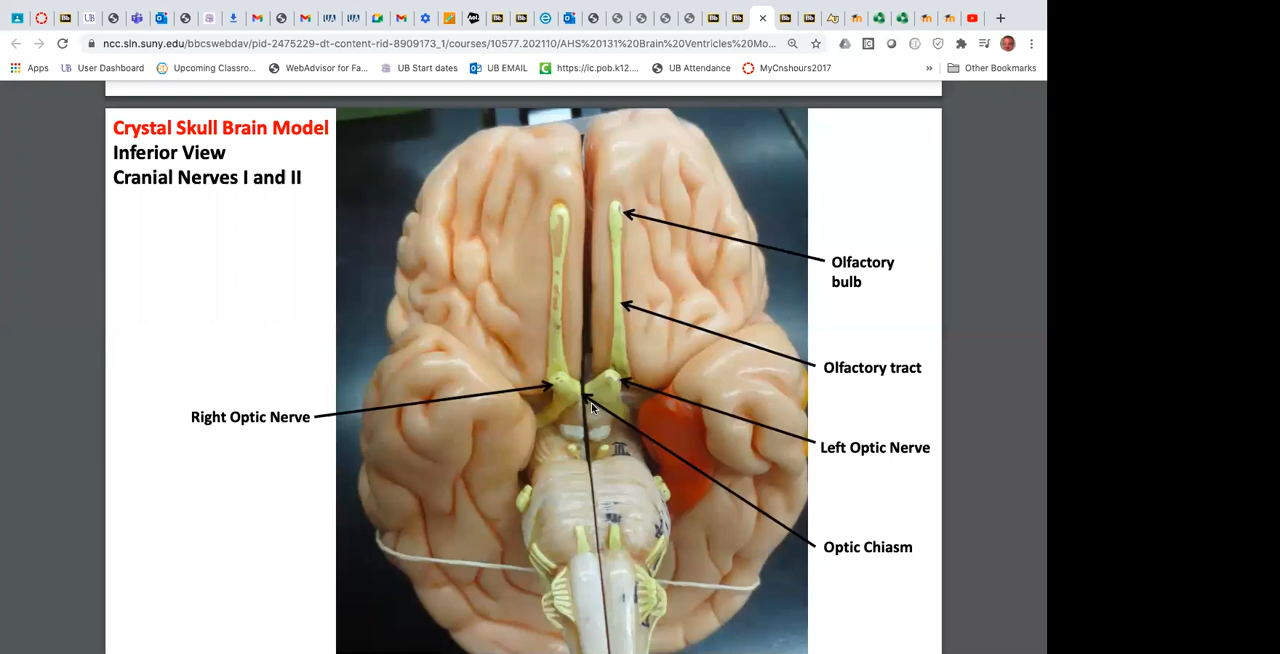 ncc.sln.suny.edu/bbcswebdav/pid-2475229-dt-content-rid-8909173_1/courses/10577.202110/AHS%20131%20Brain%20Ventricles%20Mo...
Apps
UB User Dashboard
Upcoming Classro...
WebAdvisor for Fa...
UB Start dates
UB EMAIL
https://ic.pob.k12....
UB Attendance
MyCnshours2017
»
Other Bookmarks
Crystal Skull Brain Model
Inferior View
Cranial Nerves I and II
Olfactory
bulb
Olfactory tract
Right Optic Nerve
Left Optic Nerve
III
Optic Chiasm